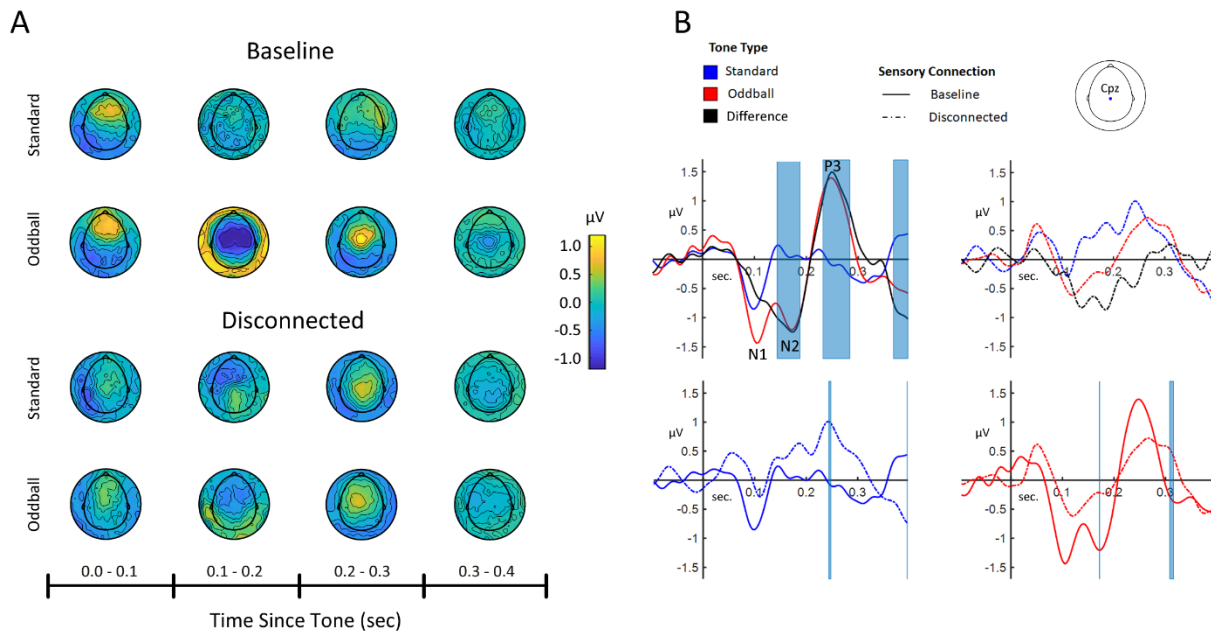 A
Baseline
Standard
Oddball
Disconnected
Standard
Oddball
0.0 - 0.1
0.1 - 0.2
0.2 - 0.3
0.3 - 0.4
Time Since Tone (sec)
µV
1.0
0.5
0.0
-0.5
-1.0
B
Tone Type
Standard
Oddball
Difference
Sensory Connection
Baseline
Disconnected
Cpz
1.5
1
µV
0.5
0
-0.5
-1
-1.5
sec.
0.1
0.2
0.3
P3
N1
N2
1.5
1
µV
0.5
0
-0.5
-1
-1.5
sec.
0.1
0.2
0.3
1.5
1
µV
0.5
0
-0.5
-1
-1.5
sec.
0.1
0.2
0.3
1.5
1
µV
0.5
0
-0.5
-1
-1.5
sec.
0.1
0.2
0.3